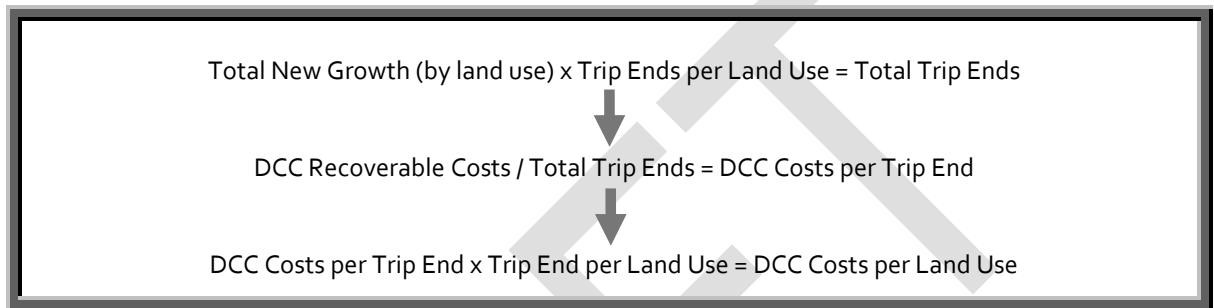 Total New Growth (by land use) x Trip Ends per Land Use = Total Trip Ends
DCC Recoverable Costs / Total Trip Ends = DCC Costs per Trip End
DCC Costs per Trip End x Trip End per Land Use = DCC Costs per Land Use